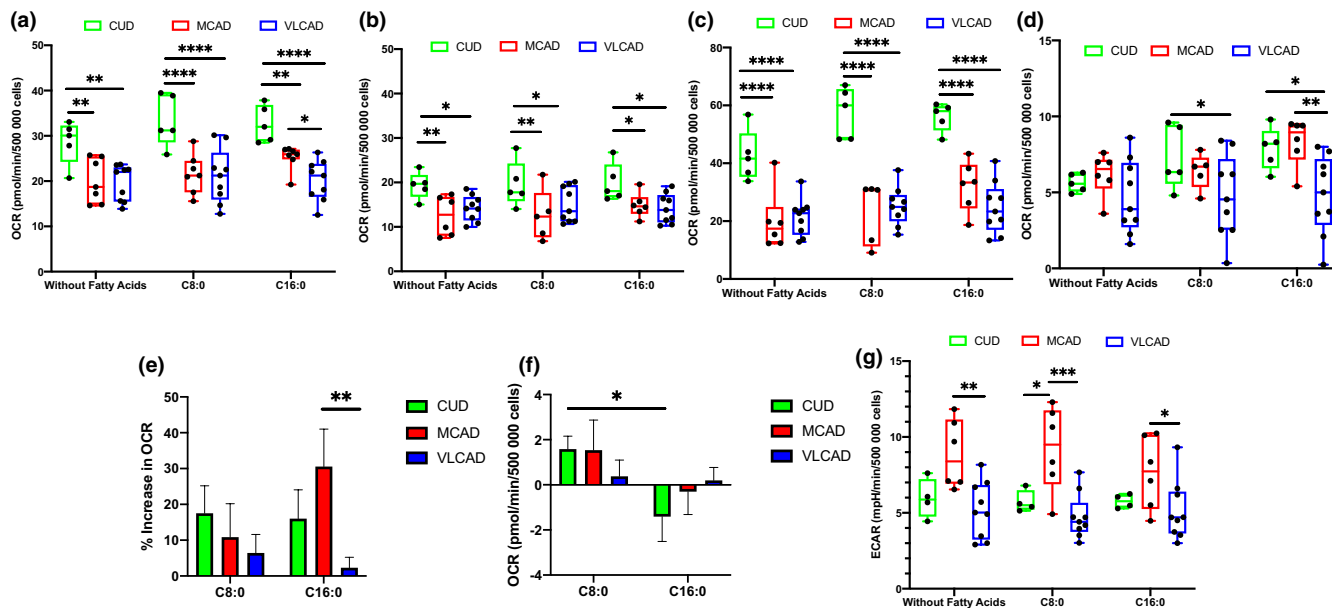 (a)
CUD MCAD VLCAD
OCR (pmol/min/500 000 cells)
50
40
30
20
10
0
** ** **** **** **** ** *
Without Fatty Acids C8:0 C16:0
(b)
CUD MCAD VLCAD
OCR (pmol/min/500 000 cells)
50
40
30
20
10
0
* ** * ** * *
Without Fatty Acids C8:0 C16:0
(c)
CUD MCAD VLCAD
OCR (pmol/min/500 000 cells)
80
60
40
20
0
**** **** **** **** **** ****
Without Fatty Acids C8:0 C16:0
(d)
CUD MCAD VLCAD
OCR (pmol/min/500 000 cells)
15
10
5
0
* * **
Without Fatty Acids C8:0 C16:0
(e)
% Increase in OCR
50
40
30
20
10
0
**
CUD
MCAD
VLCAD
C8:0 C16:0
(f)
OCR (pmol/min/500 000 cells)
4
2
0
-2
-4
*
CUD
MCAD
VLCAD
C8:0 C16:0
(g)
CUD MCAD VLCAD
ECAR (mpH/min/500 000 cells)
15
10
5
0
** * *** *
Without Fatty Acids C8:0 C16:0